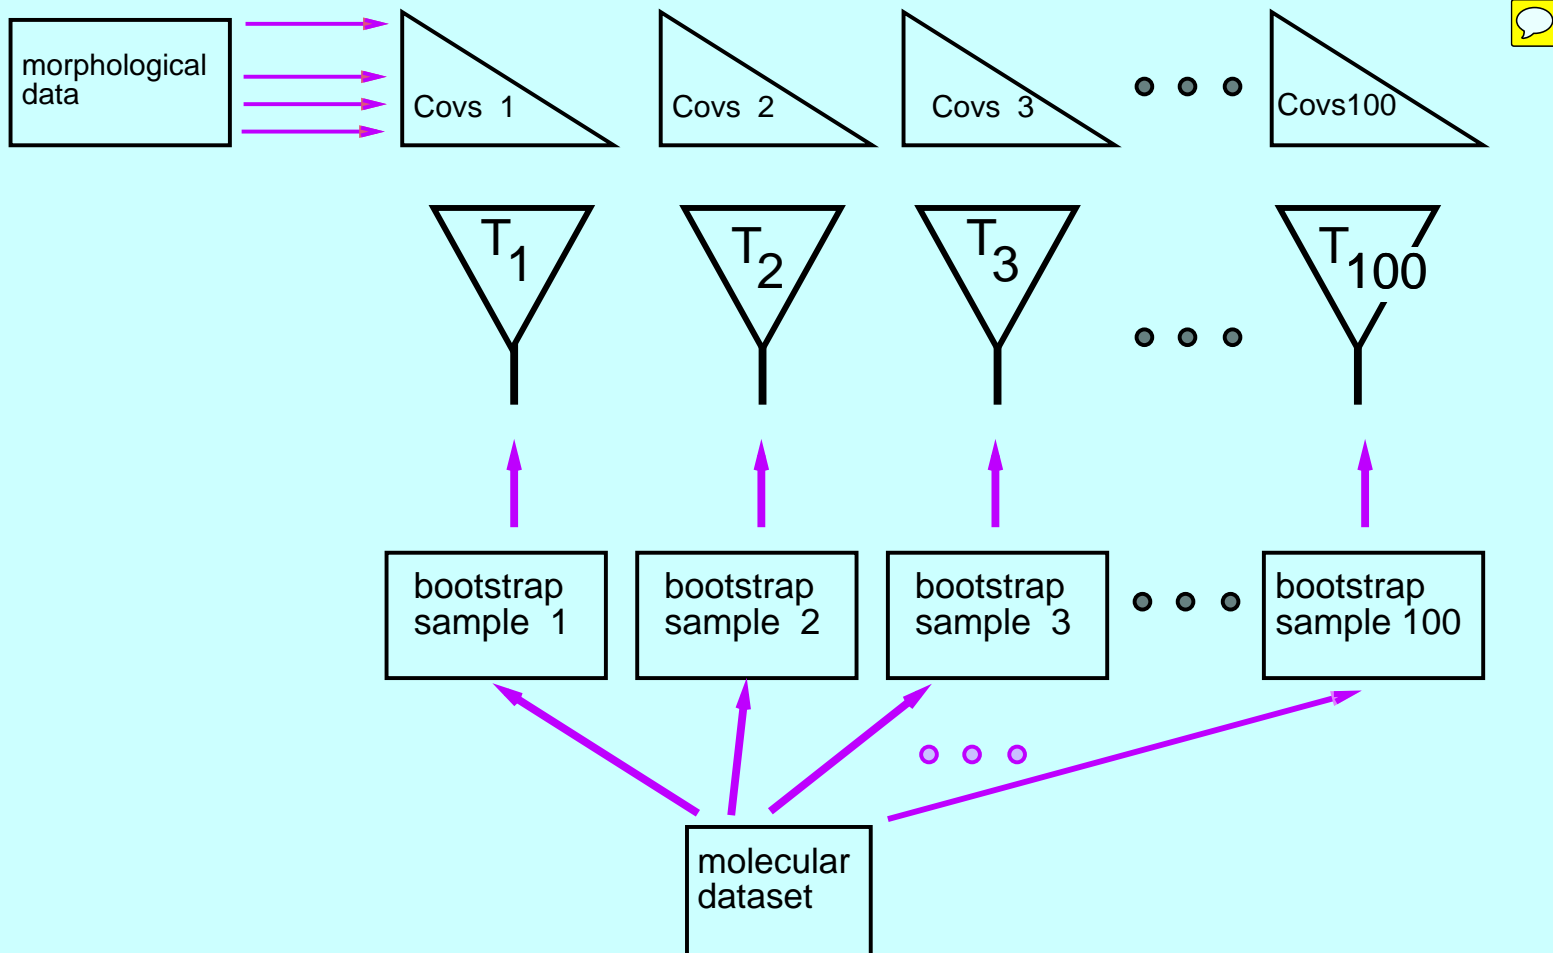 morphological
data
Covs 1
Covs 2
Covs 3
Covs100
T1
T2
T3
T100
bootstrap
sample 1
bootstrap
sample 2
bootstrap
sample 3
bootstrap
sample 100
molecular
dataset